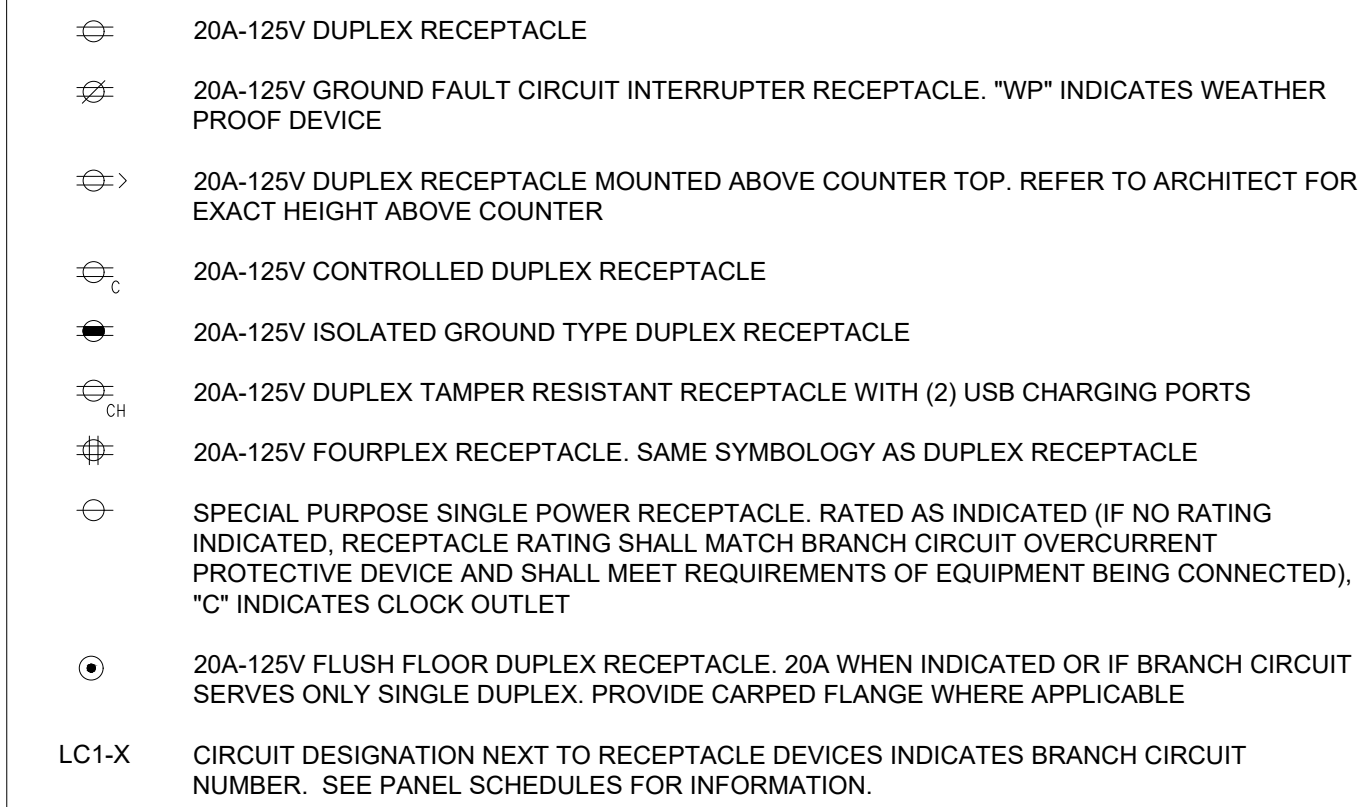 20A-125V DUPLEX RECEPTACLE
20A-125V GROUND FAULT CIRCUIT INTERRUPTER RECEPTACLE. "WP" INDICATES WEATHER
PROOF DEVICE
20A-125V DUPLEX RECEPTACLE MOUNTED ABOVE COUNTER TOP. REFER TO ARCHITECT FOR
EXACT HEIGHT ABOVE COUNTER
C 20A-125V CONTROLLED DUPLEX RECEPTACLE
20A-125V ISOLATED GROUND TYPE DUPLEX RECEPTACLE
CH 20A-125V DUPLEX TAMPER RESISTANT RECEPTACLE WITH (2) USB CHARGING PORTS
20A-125V FOURPLEX RECEPTACLE. SAME SYMBOLOGY AS DUPLEX RECEPTACLE
SPECIAL PURPOSE SINGLE POWER RECEPTACLE. RATED AS INDICATED (IF NO RATING
INDICATED, RECEPTACLE RATING SHALL MATCH BRANCH CIRCUIT OVERCURRENT
PROTECTIVE DEVICE AND SHALL MEET REQUIREMENTS OF EQUIPMENT BEING CONNECTED),
"C" INDICATES CLOCK OUTLET
20A-125V FLUSH FLOOR DUPLEX RECEPTACLE. 20A WHEN INDICATED OR IF BRANCH CIRCUIT
SERVES ONLY SINGLE DUPLEX. PROVIDE CARPED FLANGE WHERE APPLICABLE
LC1-X CIRCUIT DESIGNATION NEXT TO RECEPTACLE DEVICES INDICATES BRANCH CIRCUIT
NUMBER. SEE PANEL SCHEDULES FOR INFORMATION.